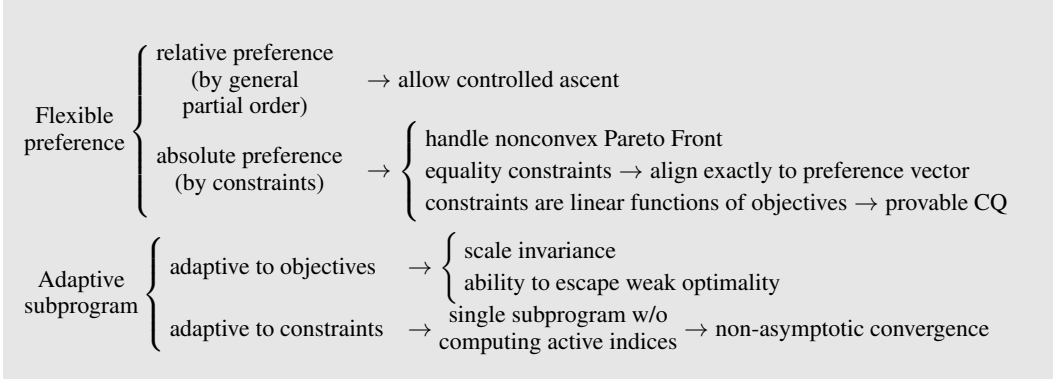 Flexible
preference
relative preference
(by general
partial order)
→ allow controlled ascent
absolute preference
(by constraints)
→
handle nonconvex Pareto Front
equality constraints → align exactly to preference vector
constraints are linear functions of objectives → provable CQ
Adaptive
subprogram
adaptive to objectives
→
scale invariance
ability to escape weak optimality
adaptive to constraints
→ single subprogram w/o
computing active indices
→ non-asymptotic convergence